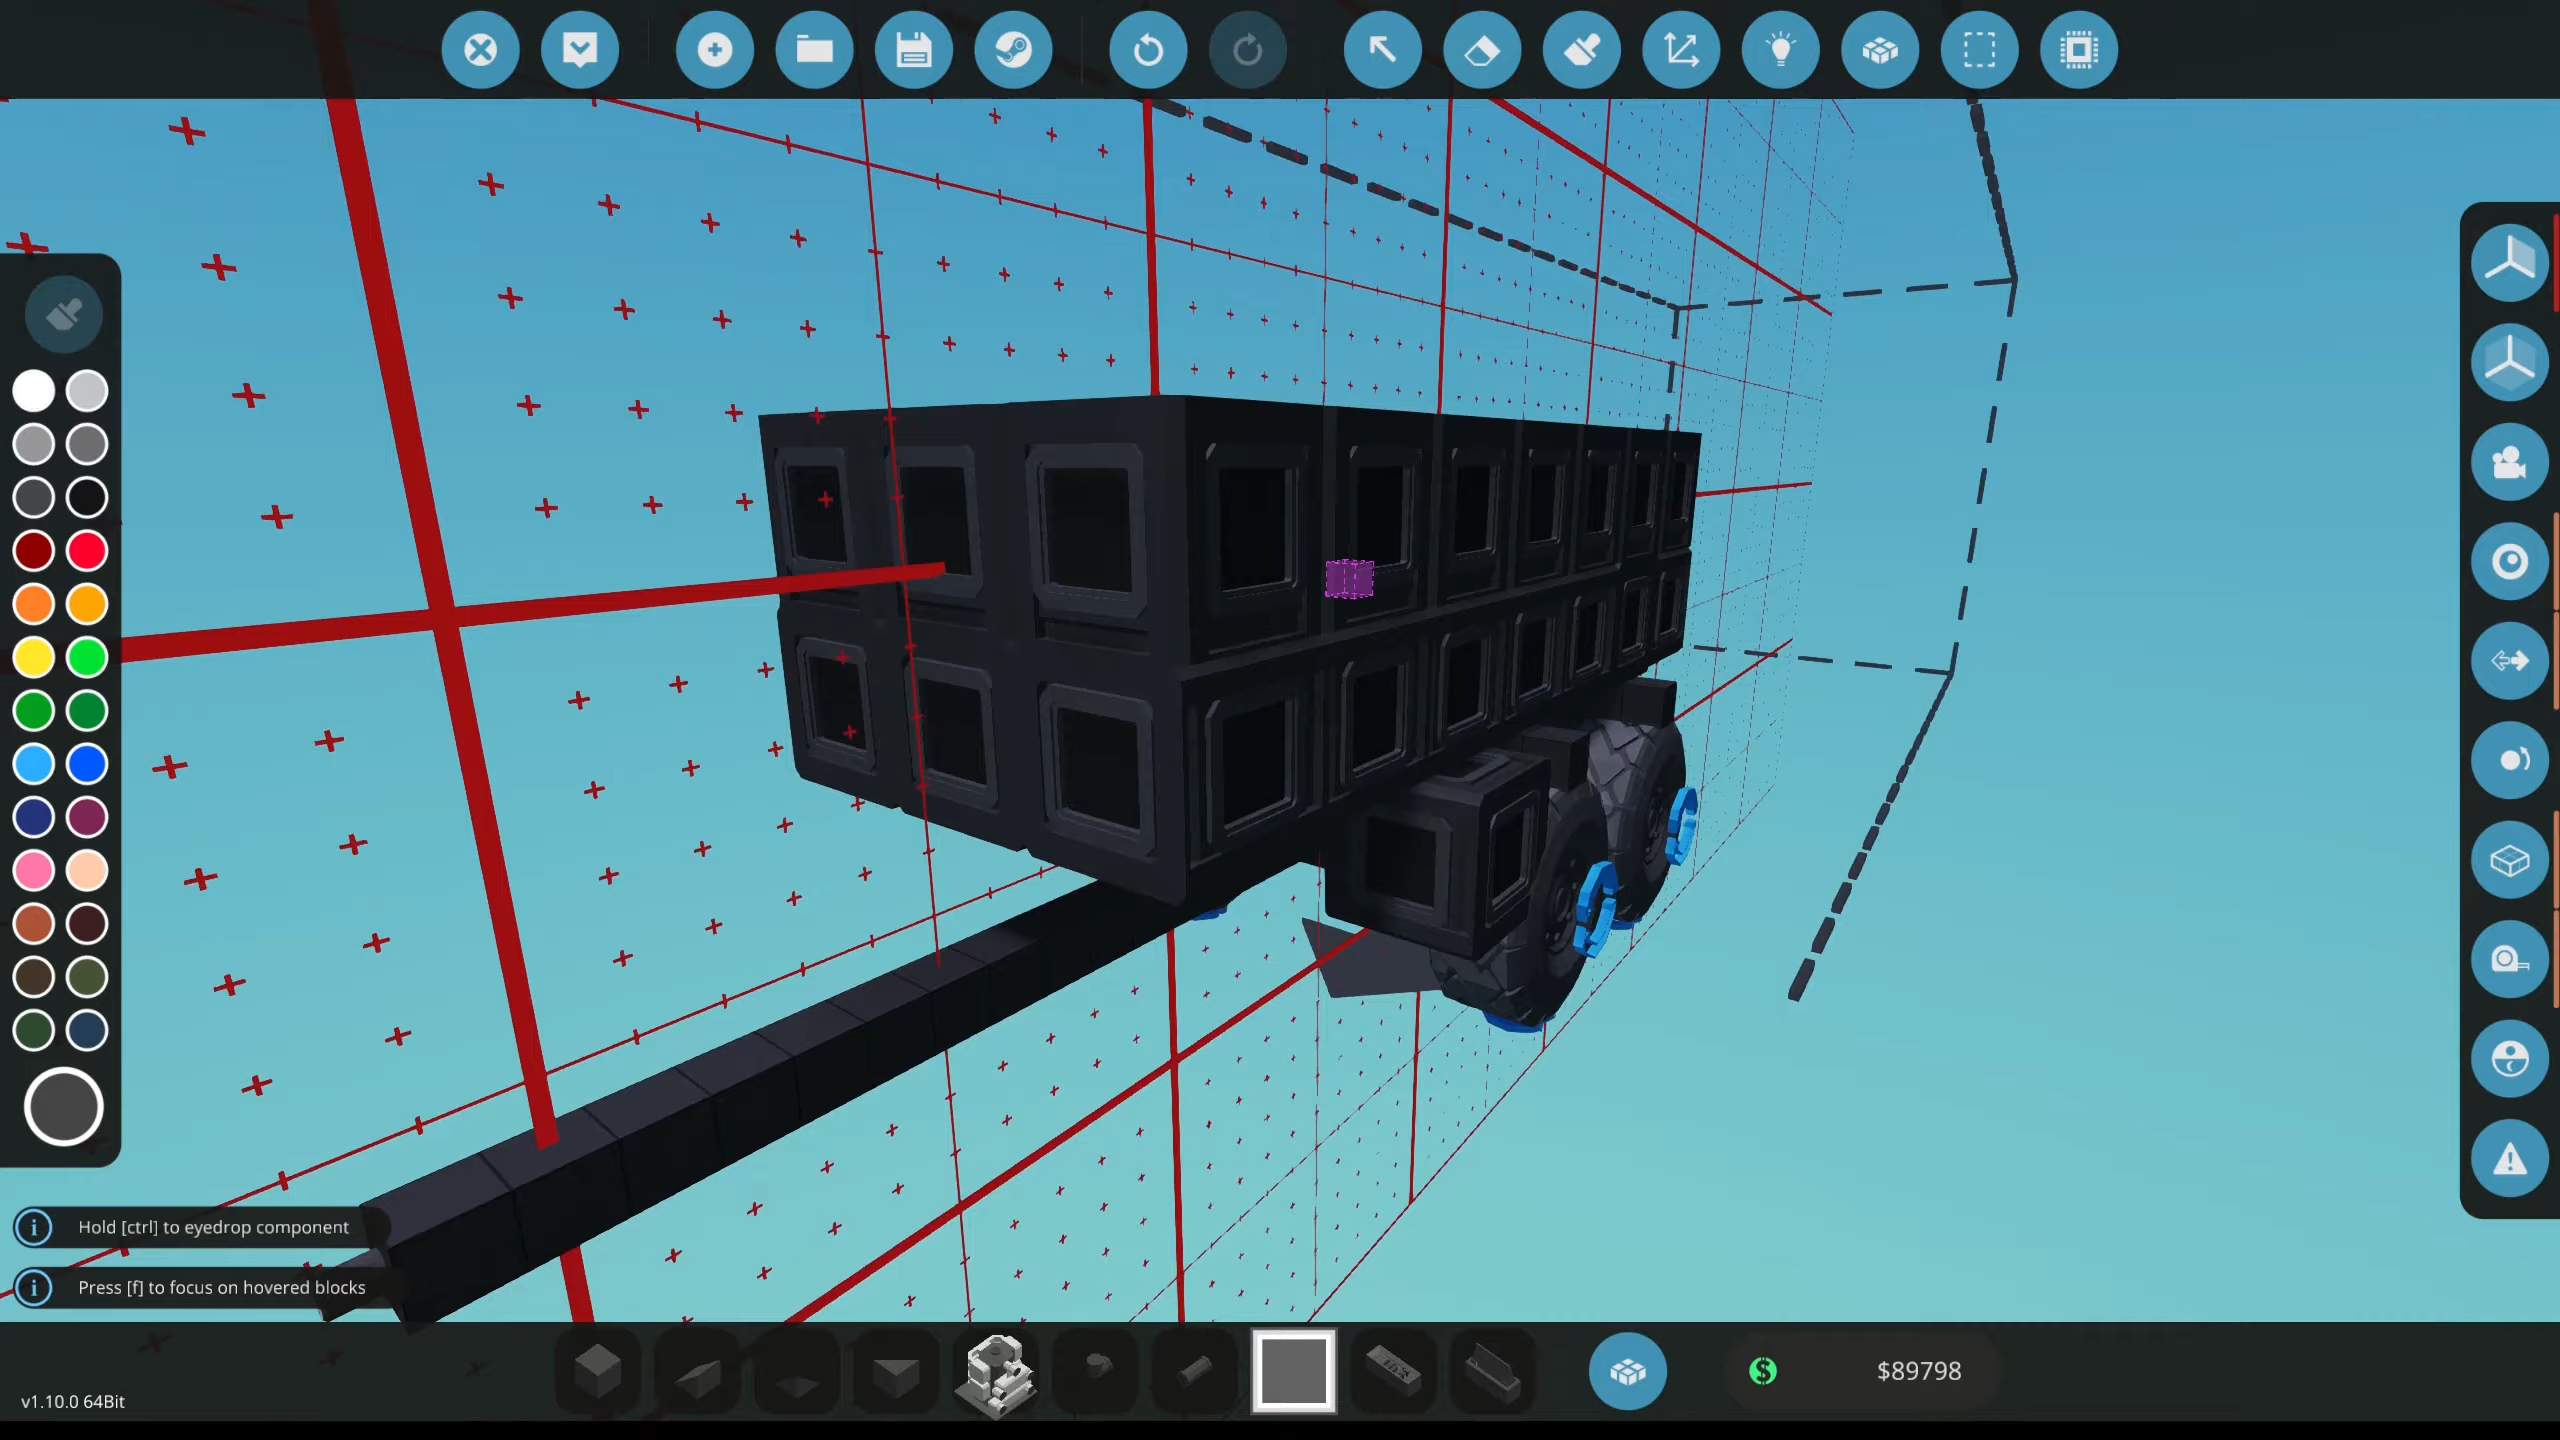 Hold [ctrl] to eyedrop component
Press [f] to focus on hovered blocks
$89798
v1.10.0 64Bit